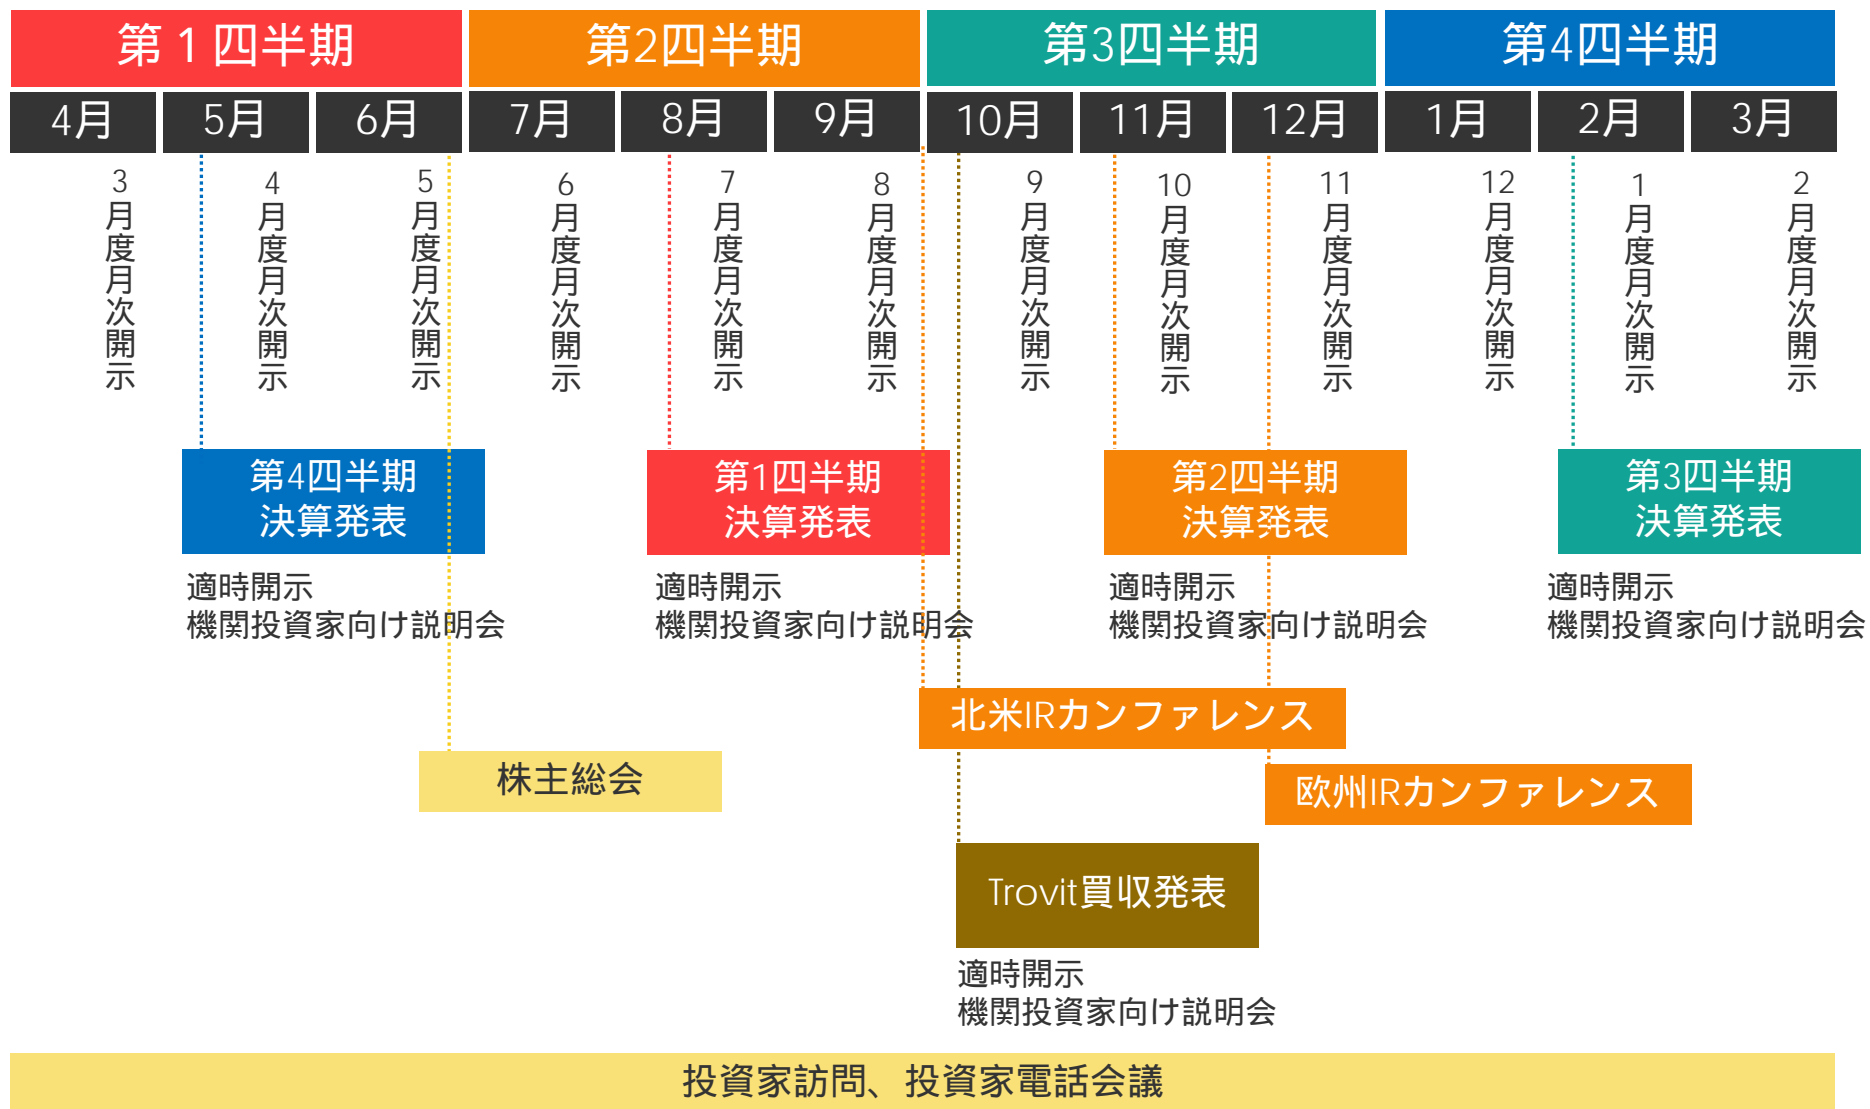 第１四半期
第2四半期
第3四半期
第4四半期
4月
5月
6月
7月
8月
9月
10月
11月
12月
1月
2月
3月
3月度月次開示
4月度月次開示
5月度月次開示
6月度月次開示
7月度月次開示
8月度月次開示
9月度月次開示
10月度月次開示
11月度月次開示
12月度月次開示
1月度月次開示
2月度月次開示
第4四半期
決算発表
適時開示
機関投資家向け説明会
第1四半期
決算発表
適時開示
機関投資家向け説明会
第2四半期
決算発表
適時開示
機関投資家向け説明会
第3四半期
決算発表
適時開示
機関投資家向け説明会
北米IRカンファレンス
株主総会
欧州IRカンファレンス
Trovit買収発表
適時開示
機関投資家向け説明会
投資家訪問、投資家電話会議